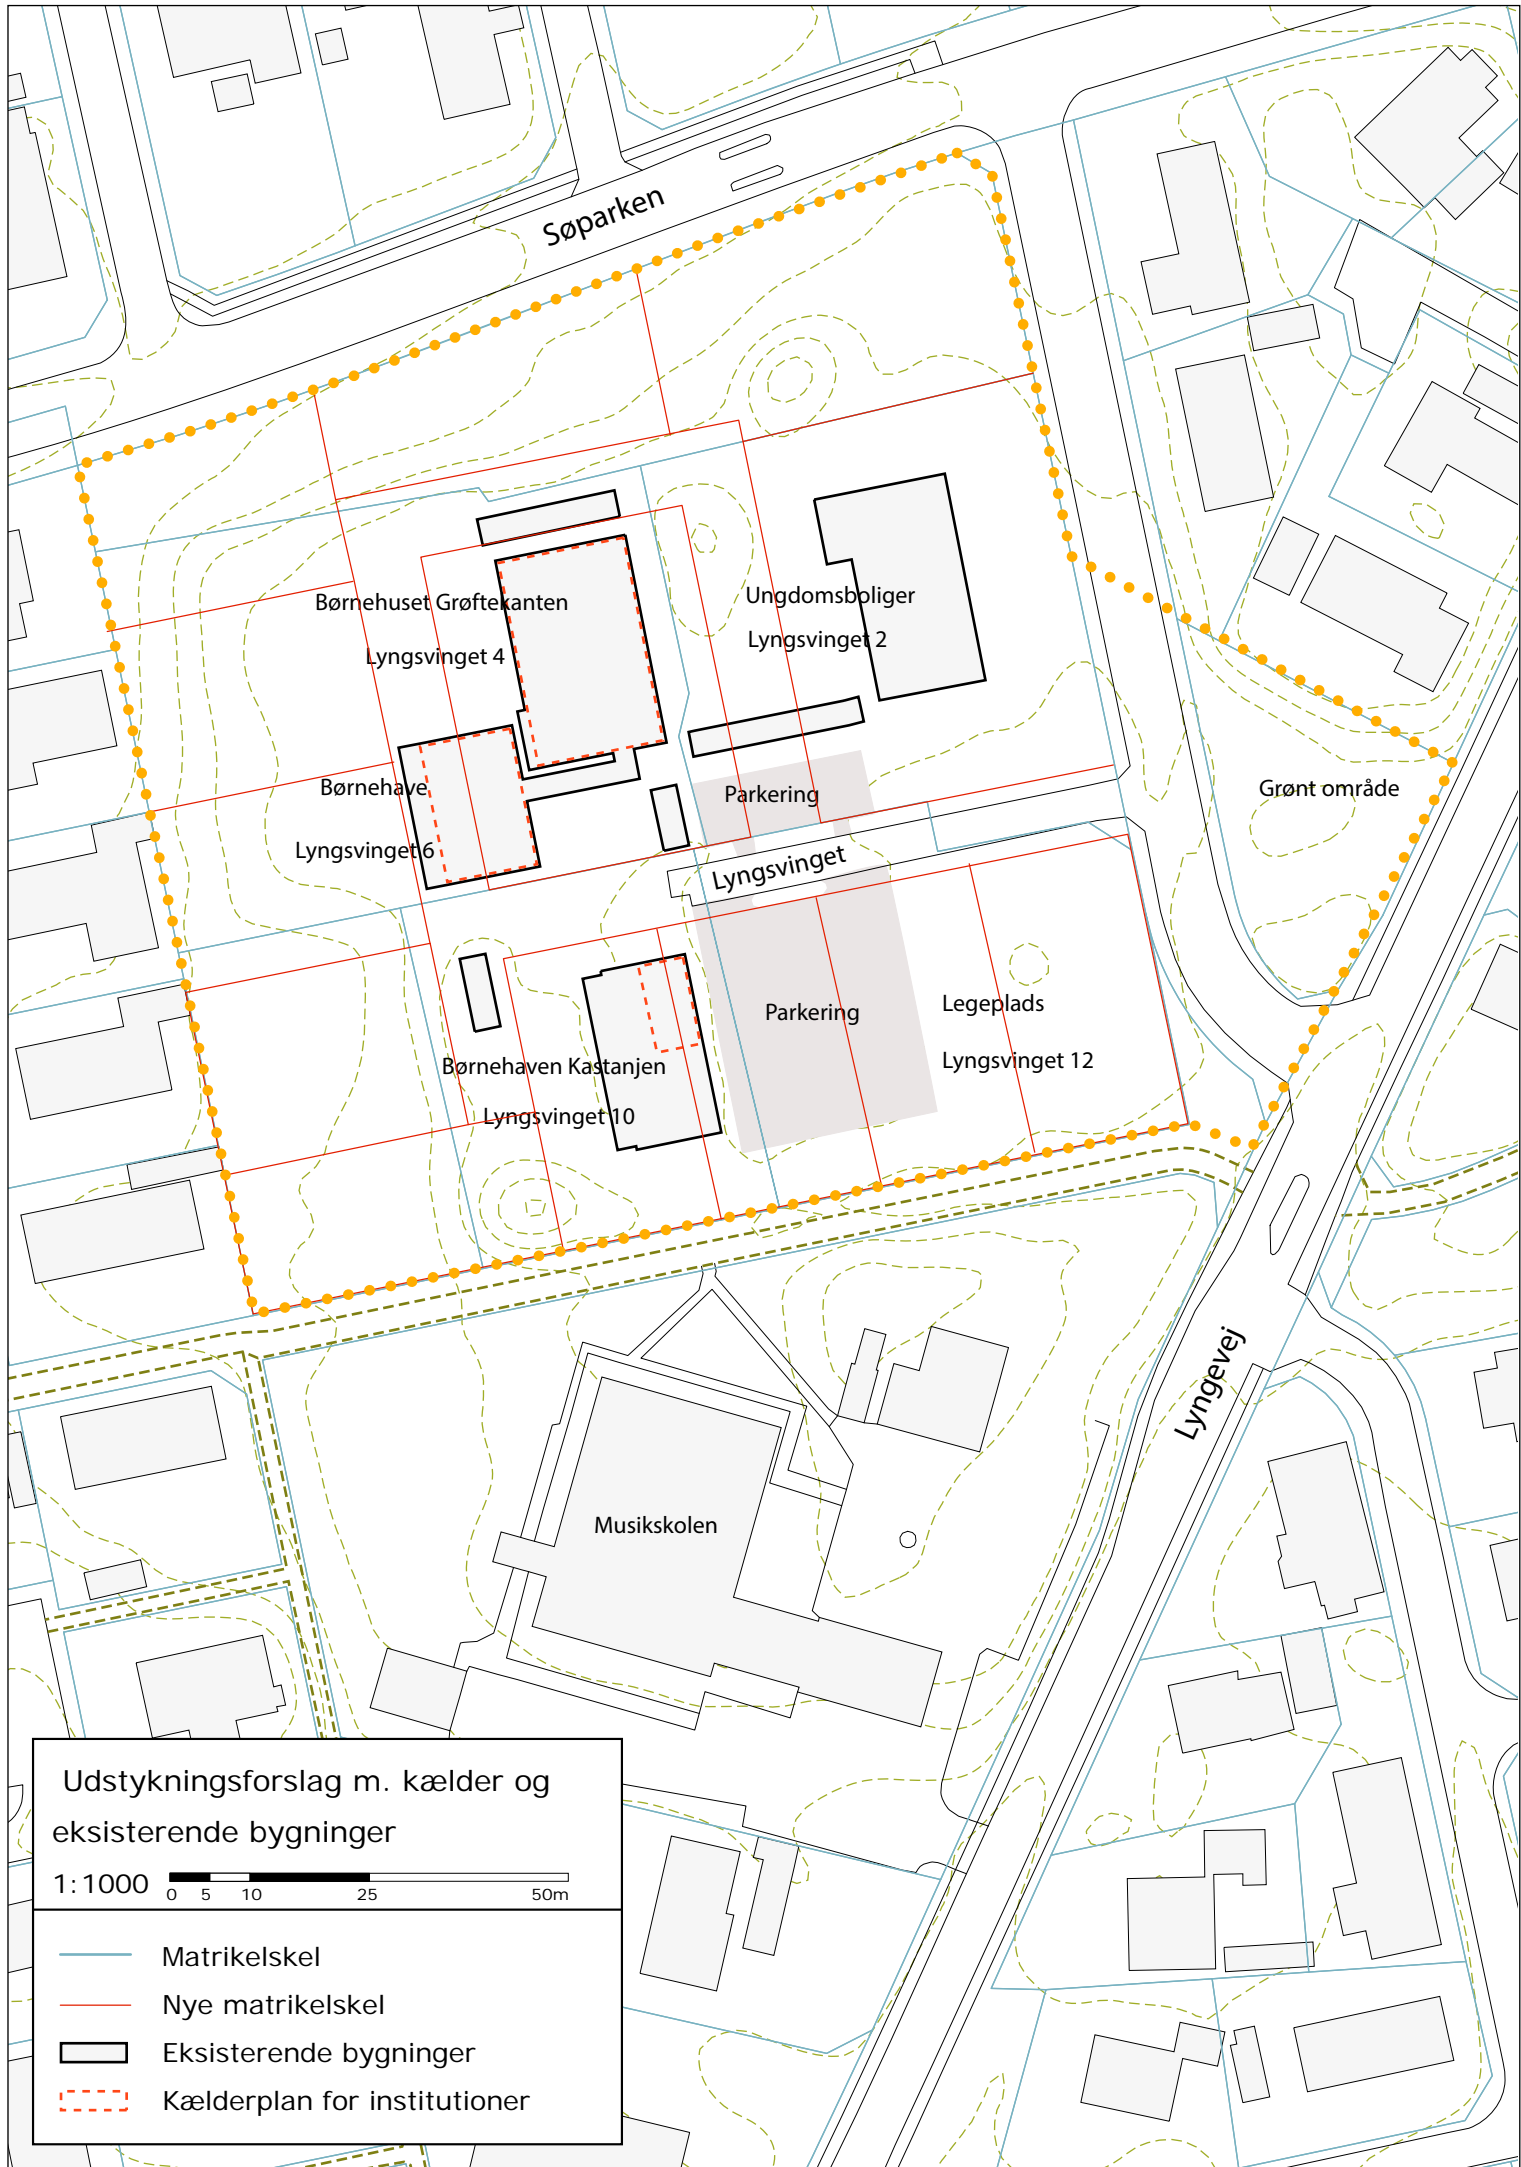 Søparken
Børnehuset Grøftekanten
Lyngsvinget 4
Ungdomsboliger
Lyngsvinget 2
Børnehave
Lyngsvinget 6
Parkering
Grønt område
Lyngsvinget
Parkering
Legeplads
Lyngsvinget 12
Børnehaven Kastanjen
Lyngsvinget 10
Lyngevej
Musikskolen
Udstykningsforslag m. kælder og
eksisterende bygninger
1:1000
0 5 10 25 50m
Matrikelskel
Nye matrikelskel
Eksisterende bygninger
Kælderplan for institutioner